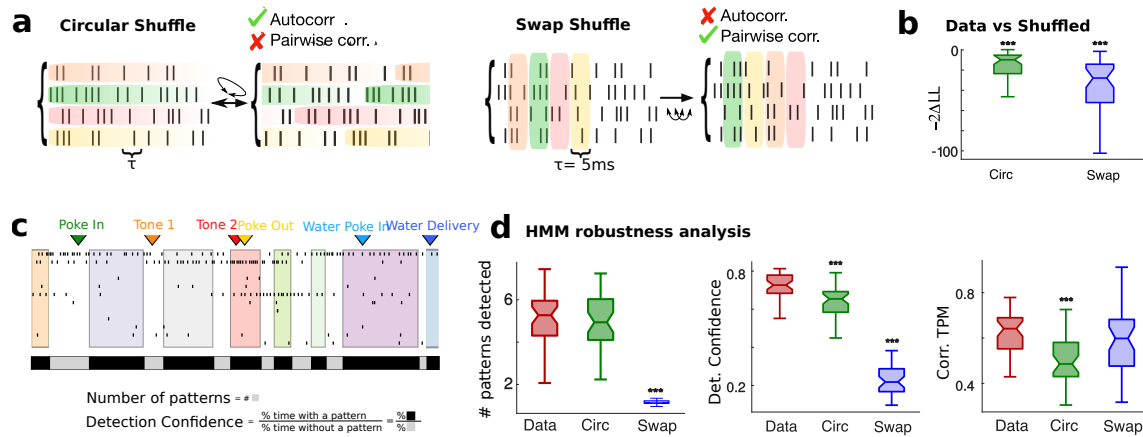 a
Circular Shuffle
Autocorr .
Pairwise corr.
τ
Swap Shuffle
Autocorr.
Pairwise corr.
τ= 5ms
b
Data vs Shuffled
−2ΔLL
0
-100
***
***
Circ
Swap
c
Poke In
Tone 1
Tone 2
Poke Out
Water Poke In
Water Delivery
Number of patterns = #
Detection Confidence = % time with a pattern / % time without a pattern = % / %
d
HMM robustness analysis
# patterns detected
6
2
***
Data
Circ
Swap
Det. Confidence
0.8
0.2
***
***
Data
Circ
Swap
Corr. TPM
0.8
0.4
***
Data
Circ
Swap